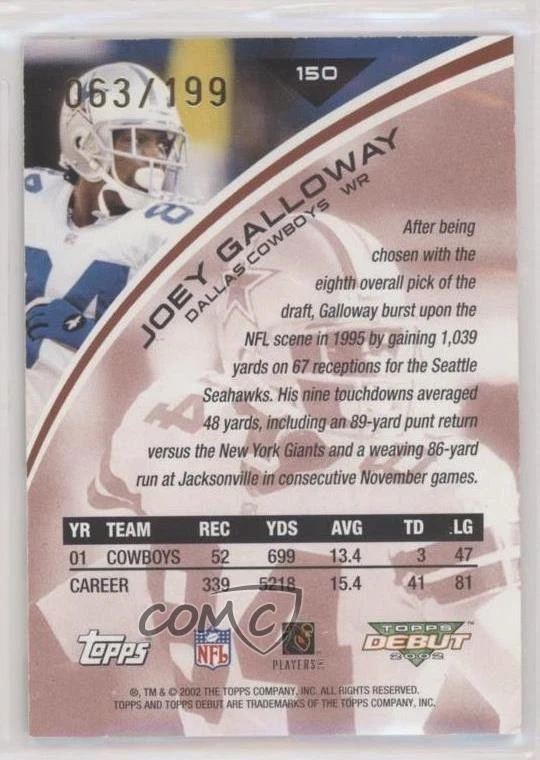 063/199
150
JOEY GALLOWAY
DALLAS COWBOYS WR
84
After being
chosen with the
eighth overall pick of the
draft, Galloway burst upon the
NFL scene in 1995 by gaining 1,039
yards on 67 receptions for the Seattle
Seahawks. His nine touchdowns averaged
48 yards, including an 89-yard punt return
versus the New York Giants and a weaving 86-yard
run at Jacksonville in consecutive November games.
YR TEAM REC YDS AVG TD LG
01 COWBOYS 52 699 13.4 3 47
CAREER 339 5218 15.4 41 81
COMC
Topps
NFL
PLAYERS INC
TOPPS
DEBUT
2002
®, TM & © 2002 THE TOPPS COMPANY, INC. ALL RIGHTS RESERVED.
TOPPS AND TOPPS DEBUT ARE TRADEMARKS OF THE TOPPS COMPANY, INC.